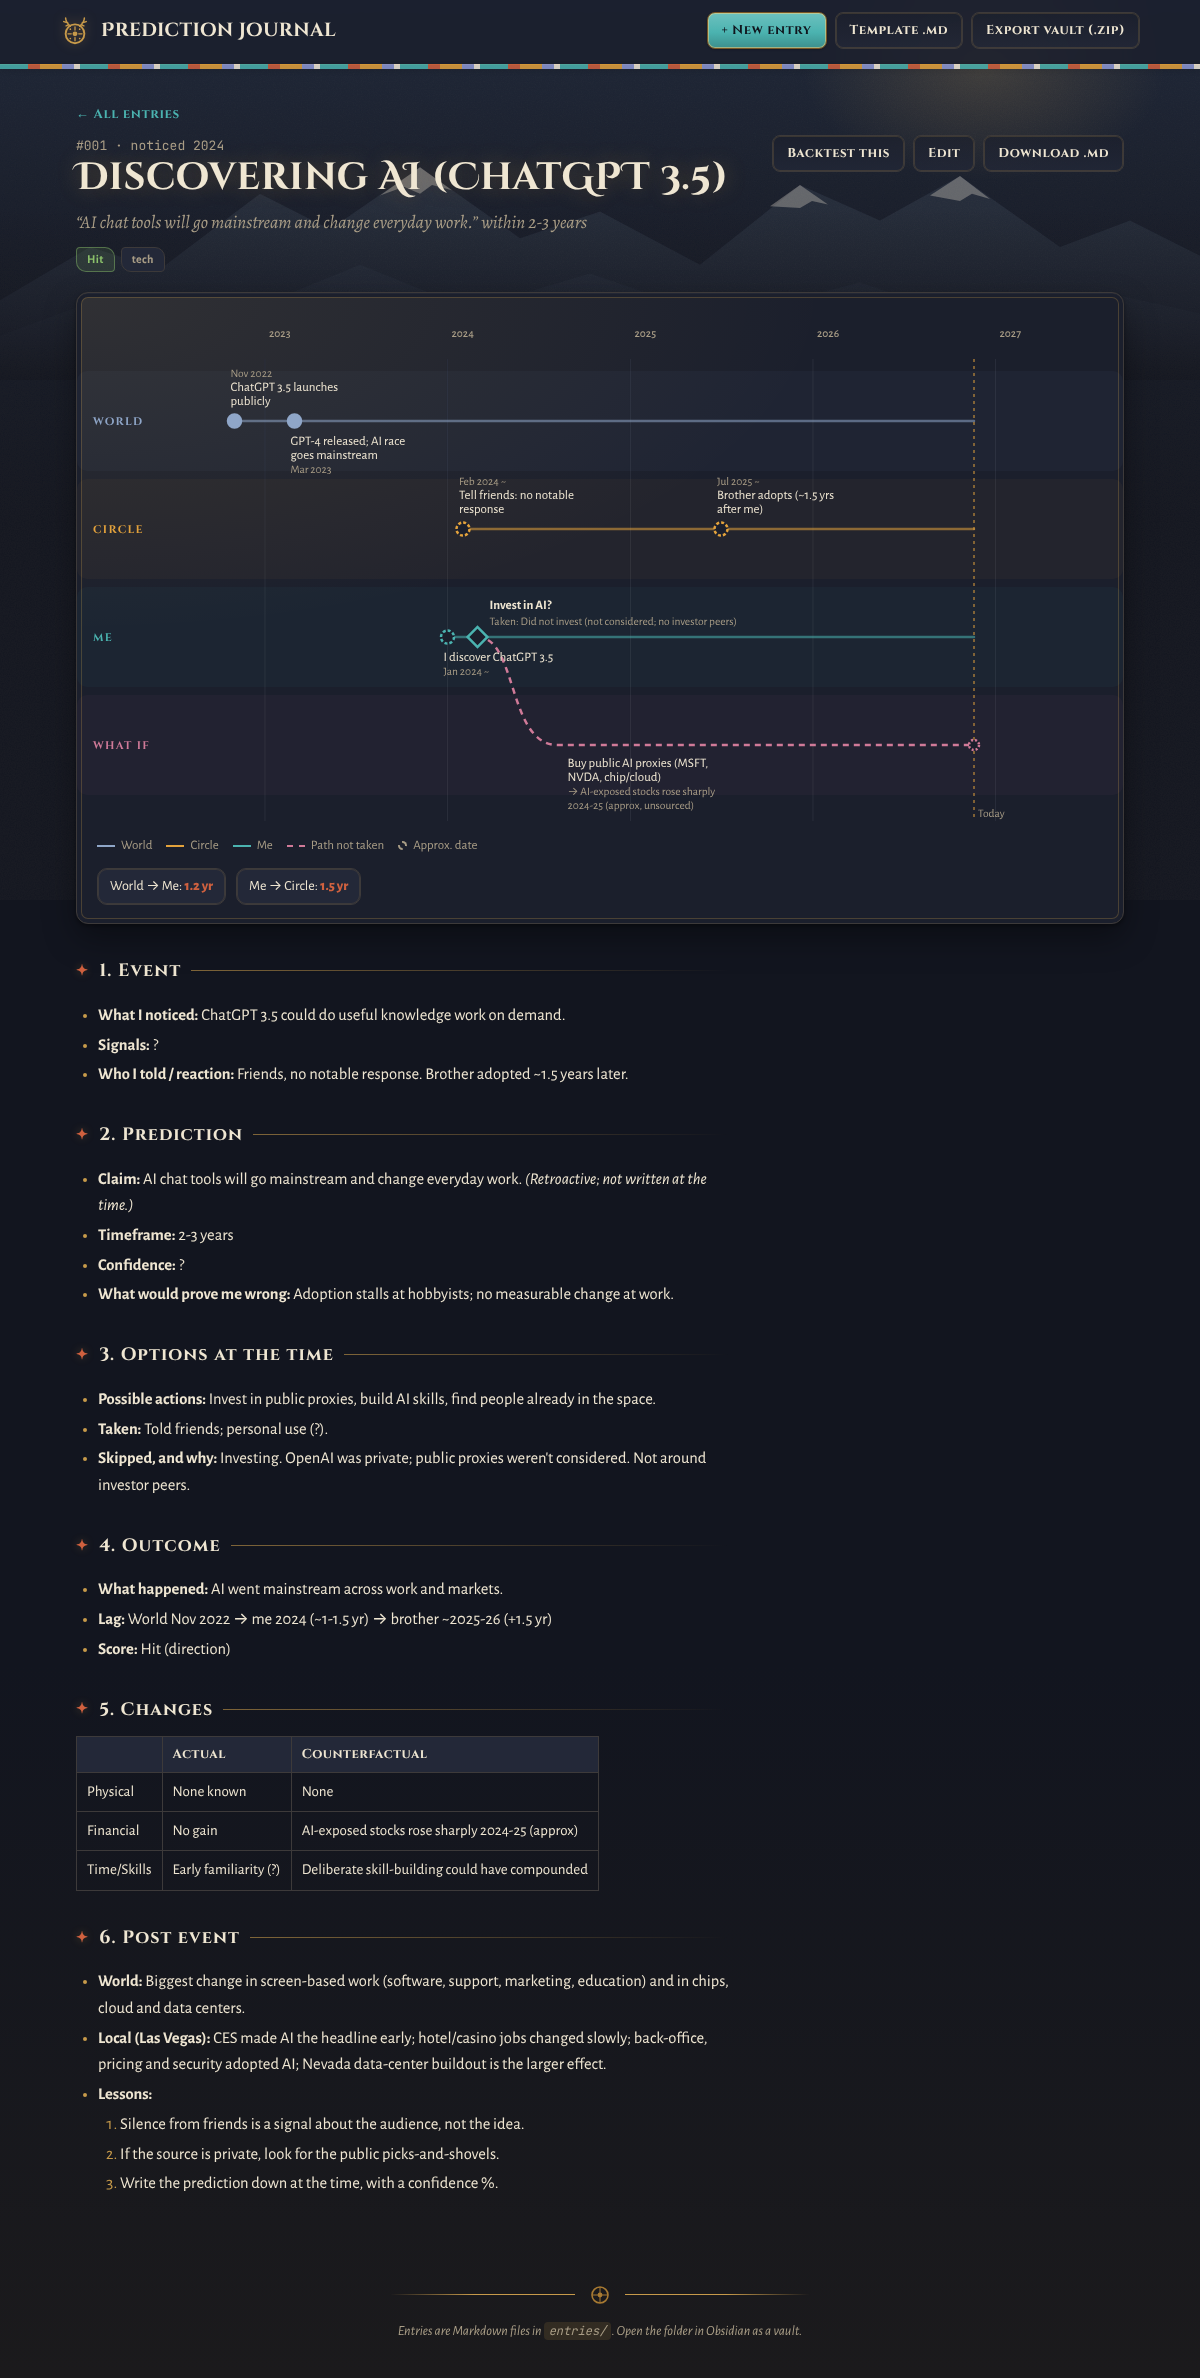 PREDICTION JOURNAL
+ NEW ENTRY
TEMPLATE .MD
EXPORT VAULT (.ZIP)
← ALL ENTRIES
#001 · noticed 2024
DISCOVERING AI (CHATGPT 3.5)
BACKTEST THIS
EDIT
DOWNLOAD .MD
“AI chat tools will go mainstream and change everyday work.” within 2-3 years
Hit
tech
2023
2024
2025
2026
2027
WORLD
Nov 2022
ChatGPT 3.5 launches
publicly
GPT-4 released; AI race
goes mainstream
Mar 2023
CIRCLE
Feb 2024 ~
Tell friends: no notable
response
Jul 2025 ~
Brother adopts (~1.5 yrs
after me)
ME
Invest in AI?
Taken: Did not invest (not considered; no investor peers)
I discover ChatGPT 3.5
Jan 2024 ~
WHAT IF
Buy public AI proxies (MSFT,
NVDA, chip/cloud)
→ AI-exposed stocks rose sharply
2024-25 (approx, unsourced)
Today
World
Circle
Me
Path not taken
Approx. date
World → Me: 1.2 yr
Me → Circle: 1.5 yr
1. EVENT
What I noticed: ChatGPT 3.5 could do useful knowledge work on demand.
Signals: ?
Who I told / reaction: Friends, no notable response. Brother adopted ~1.5 years later.
2. PREDICTION
Claim: AI chat tools will go mainstream and change everyday work. (Retroactive; not written at the
time.)
Timeframe: 2-3 years
Confidence: ?
What would prove me wrong: Adoption stalls at hobbyists; no measurable change at work.
3. OPTIONS AT THE TIME
Possible actions: Invest in public proxies, build AI skills, find people already in the space.
Taken: Told friends; personal use (?).
Skipped, and why: Investing. OpenAI was private; public proxies weren't considered. Not around
investor peers.
4. OUTCOME
What happened: AI went mainstream across work and markets.
Lag: World Nov 2022 → me 2024 (~1-1.5 yr) → brother ~2025-26 (+1.5 yr)
Score: Hit (direction)
5. CHANGES
ACTUAL
COUNTERFACTUAL
Physical
None known
None
Financial
No gain
AI-exposed stocks rose sharply 2024-25 (approx)
Time/Skills
Early familiarity (?)
Deliberate skill-building could have compounded
6. POST EVENT
World: Biggest change in screen-based work (software, support, marketing, education) and in chips,
cloud and data centers.
Local (Las Vegas): CES made AI the headline early; hotel/casino jobs changed slowly; back-office,
pricing and security adopted AI; Nevada data-center buildout is the larger effect.
Lessons:
1. Silence from friends is a signal about the audience, not the idea.
2. If the source is private, look for the public picks-and-shovels.
3. Write the prediction down at the time, with a confidence %.
Entries are Markdown files in entries/. Open the folder in Obsidian as a vault.